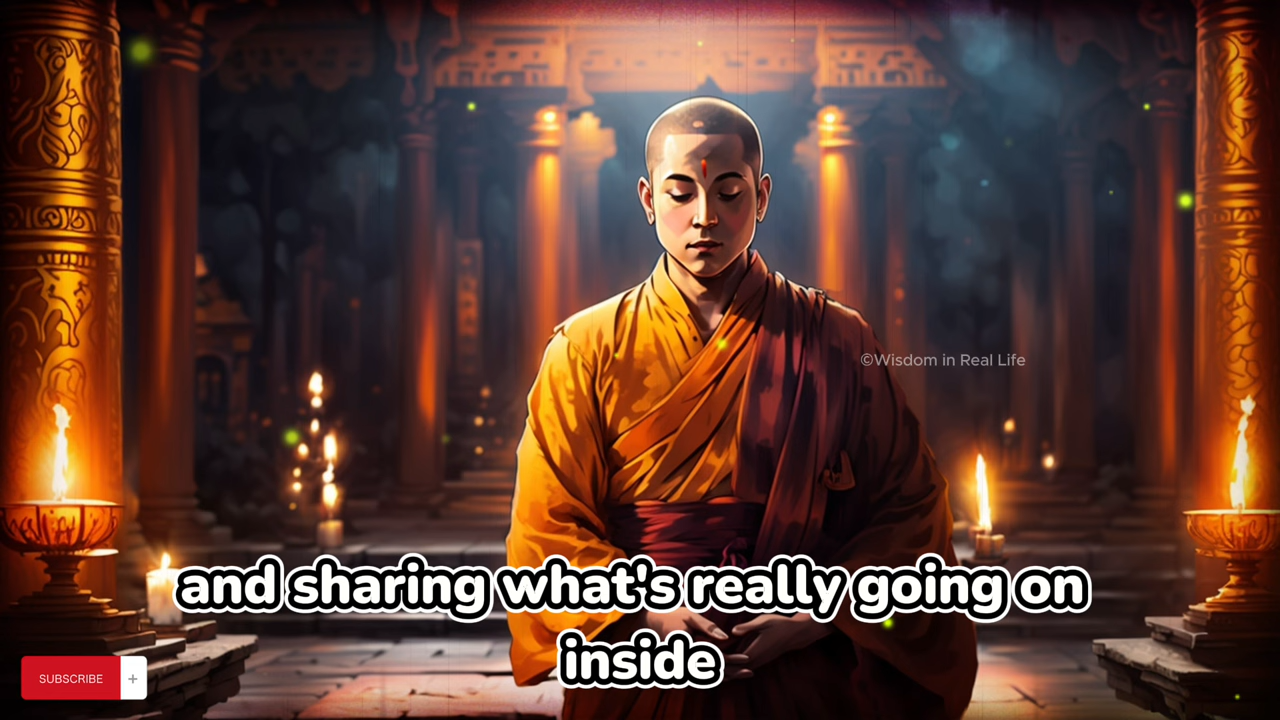 ©Wisdom in Real Life
and sharing what's really going on
inside
SUBSCRIBE +